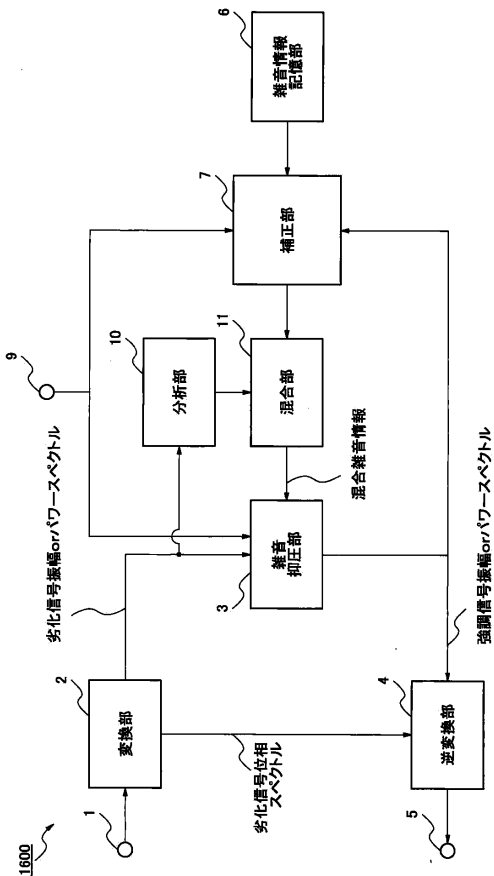 1600
1
2
変換部
劣化信号振幅orパワースペクトル
劣化信号位相
スペクトル
9
10
分析部
11
混合部
3
雑音
抑圧部
混合雑音情報
7
補正部
6
雑音情報
記憶部
4
逆変換部
5
強調信号振幅orパワースペクトル